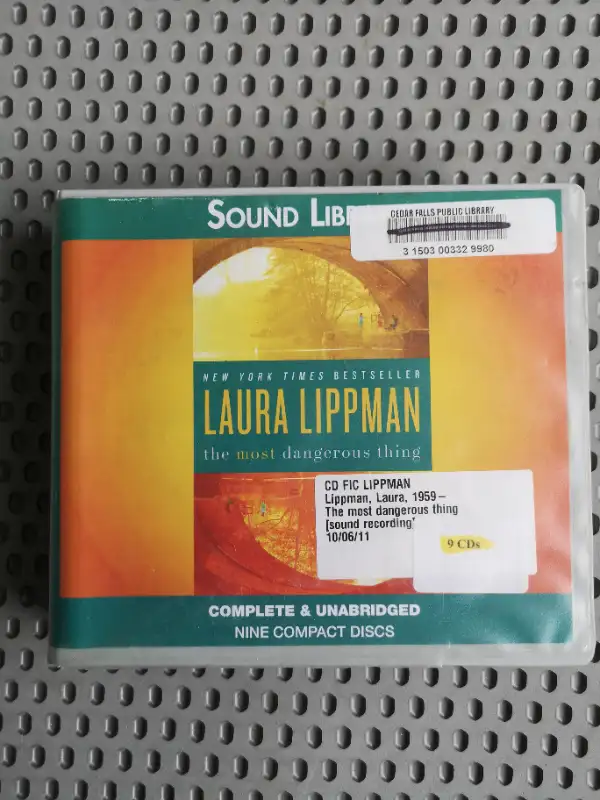 SOUND LIB
CEDAR FALLS PUBLIC LIBRARY
3 1503 00332 9980
NEW YORK TIMES BESTSELLER
LAURA LIPPMAN
the most dangerous thing
CD FIC LIPPMAN
Lippman, Laura, 1959–
The most dangerous thing
[sound recording]
10/06/11
9 CDs
COMPLETE & UNABRIDGED
NINE COMPACT DISCS